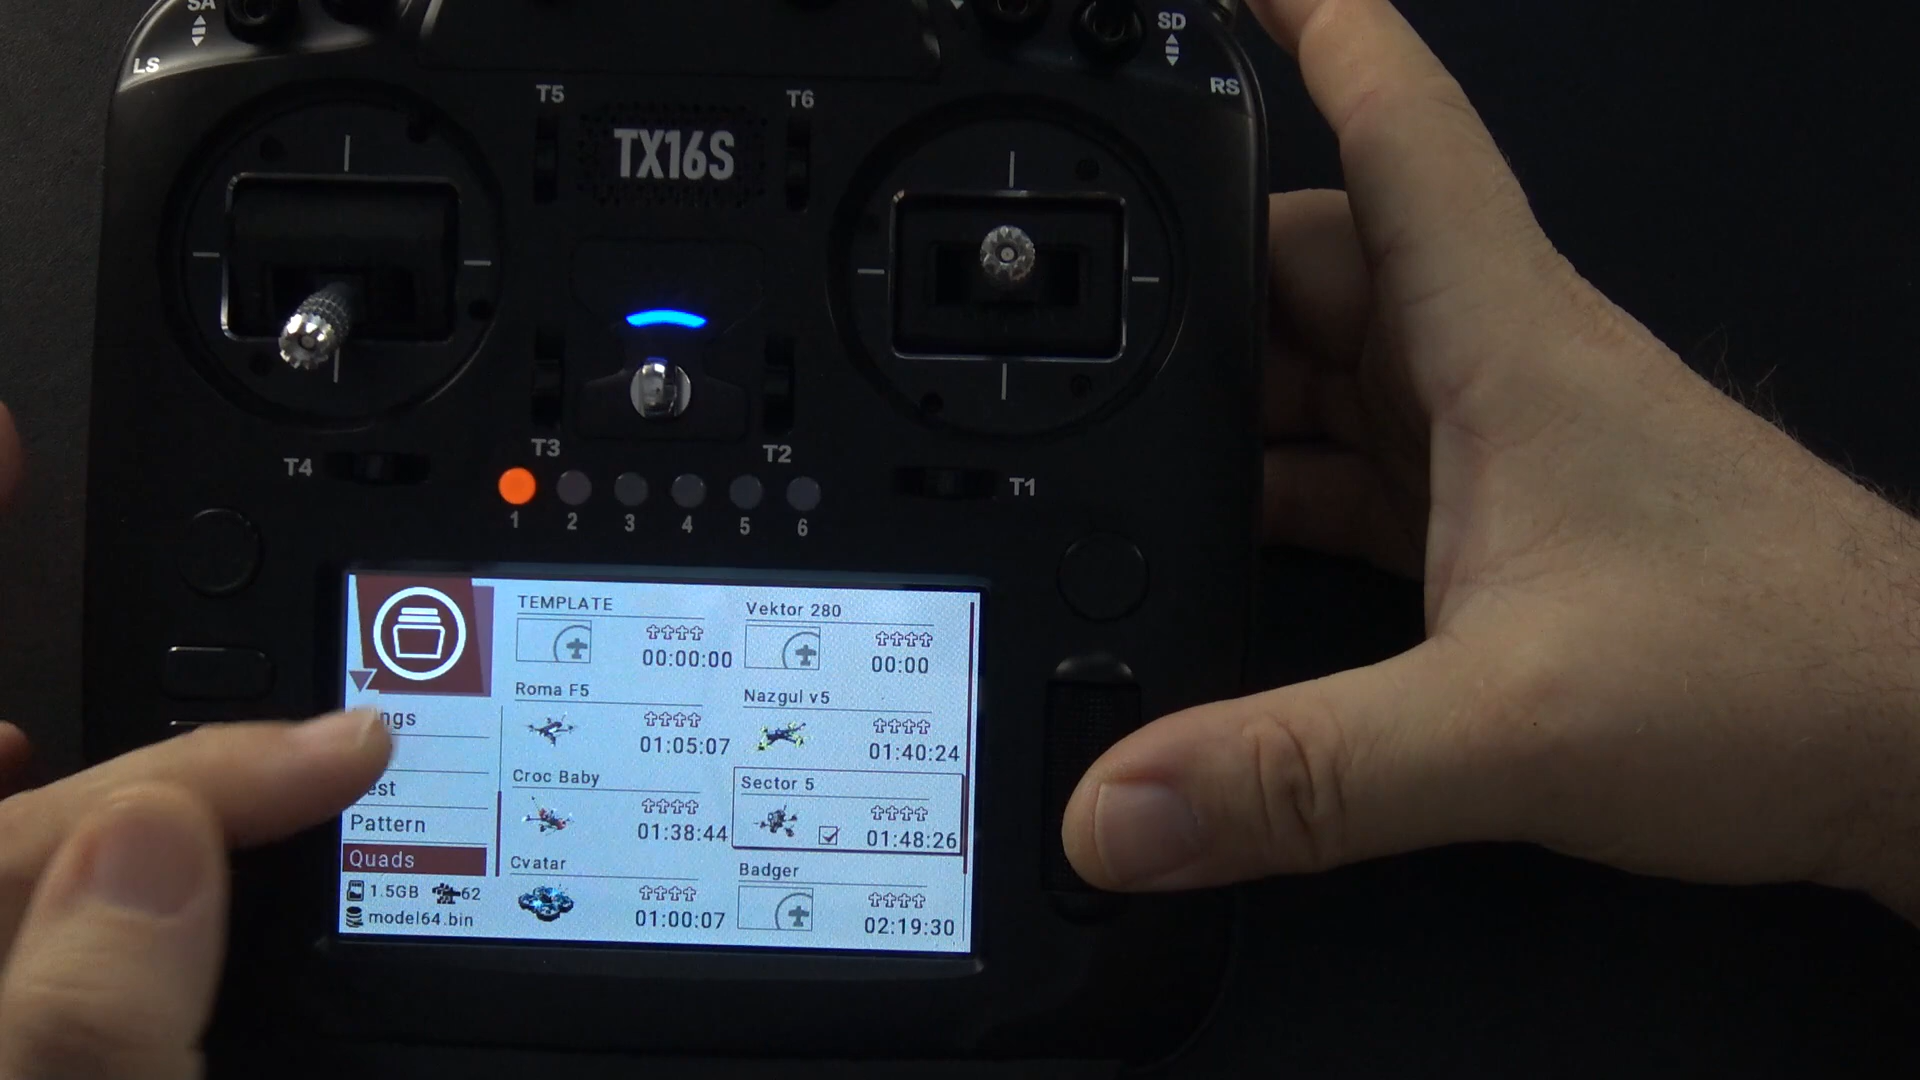 SA
SD
LS
RS
T5
T6
TX16S
T3
T2
T4
T1
1 2 3 4 5 6
TEMPLATE
00:00:00
Vektor 280
00:00
Roma F5
01:05:07
Nazgul v5
01:40:24
Croc Baby
01:38:44
Sector 5
01:48:26
Cvatar
01:00:07
Badger
02:19:30
Pattern
Quads
1.5GB 62
model64.bin